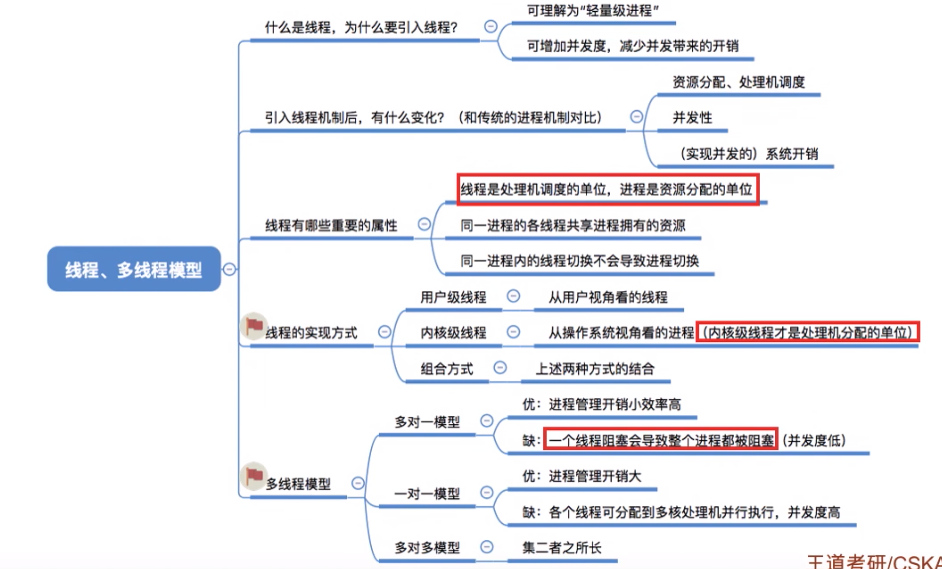 什么是线程，为什么要引入线程？
可理解为“轻量级进程”
可增加并发度，减少并发带来的开销
引入线程机制后，有什么变化？（和传统的进程机制对比）
资源分配、处理机调度
并发性
（实现并发的）系统开销
线程、多线程模型
线程有哪些重要的属性
线程是处理机调度的单位，进程是资源分配的单位
同一进程的各线程共享进程拥有的资源
同一进程内的线程切换不会导致进程切换
线程的实现方式
用户级线程
从用户视角看的线程
内核级线程
从操作系统视角看的进程（内核级线程才是处理机分配的单位）
组合方式
上述两种方式的结合
多线程模型
多对一模型
优：进程管理开销小效率高
缺：一个线程阻塞会导致整个进程都被阻塞（并发度低）
一对一模型
优：进程管理开销大
缺：各个线程可分配到多核处理机并行执行，并发度高
多对多模型
集二者之所长
王道考研/CSKA